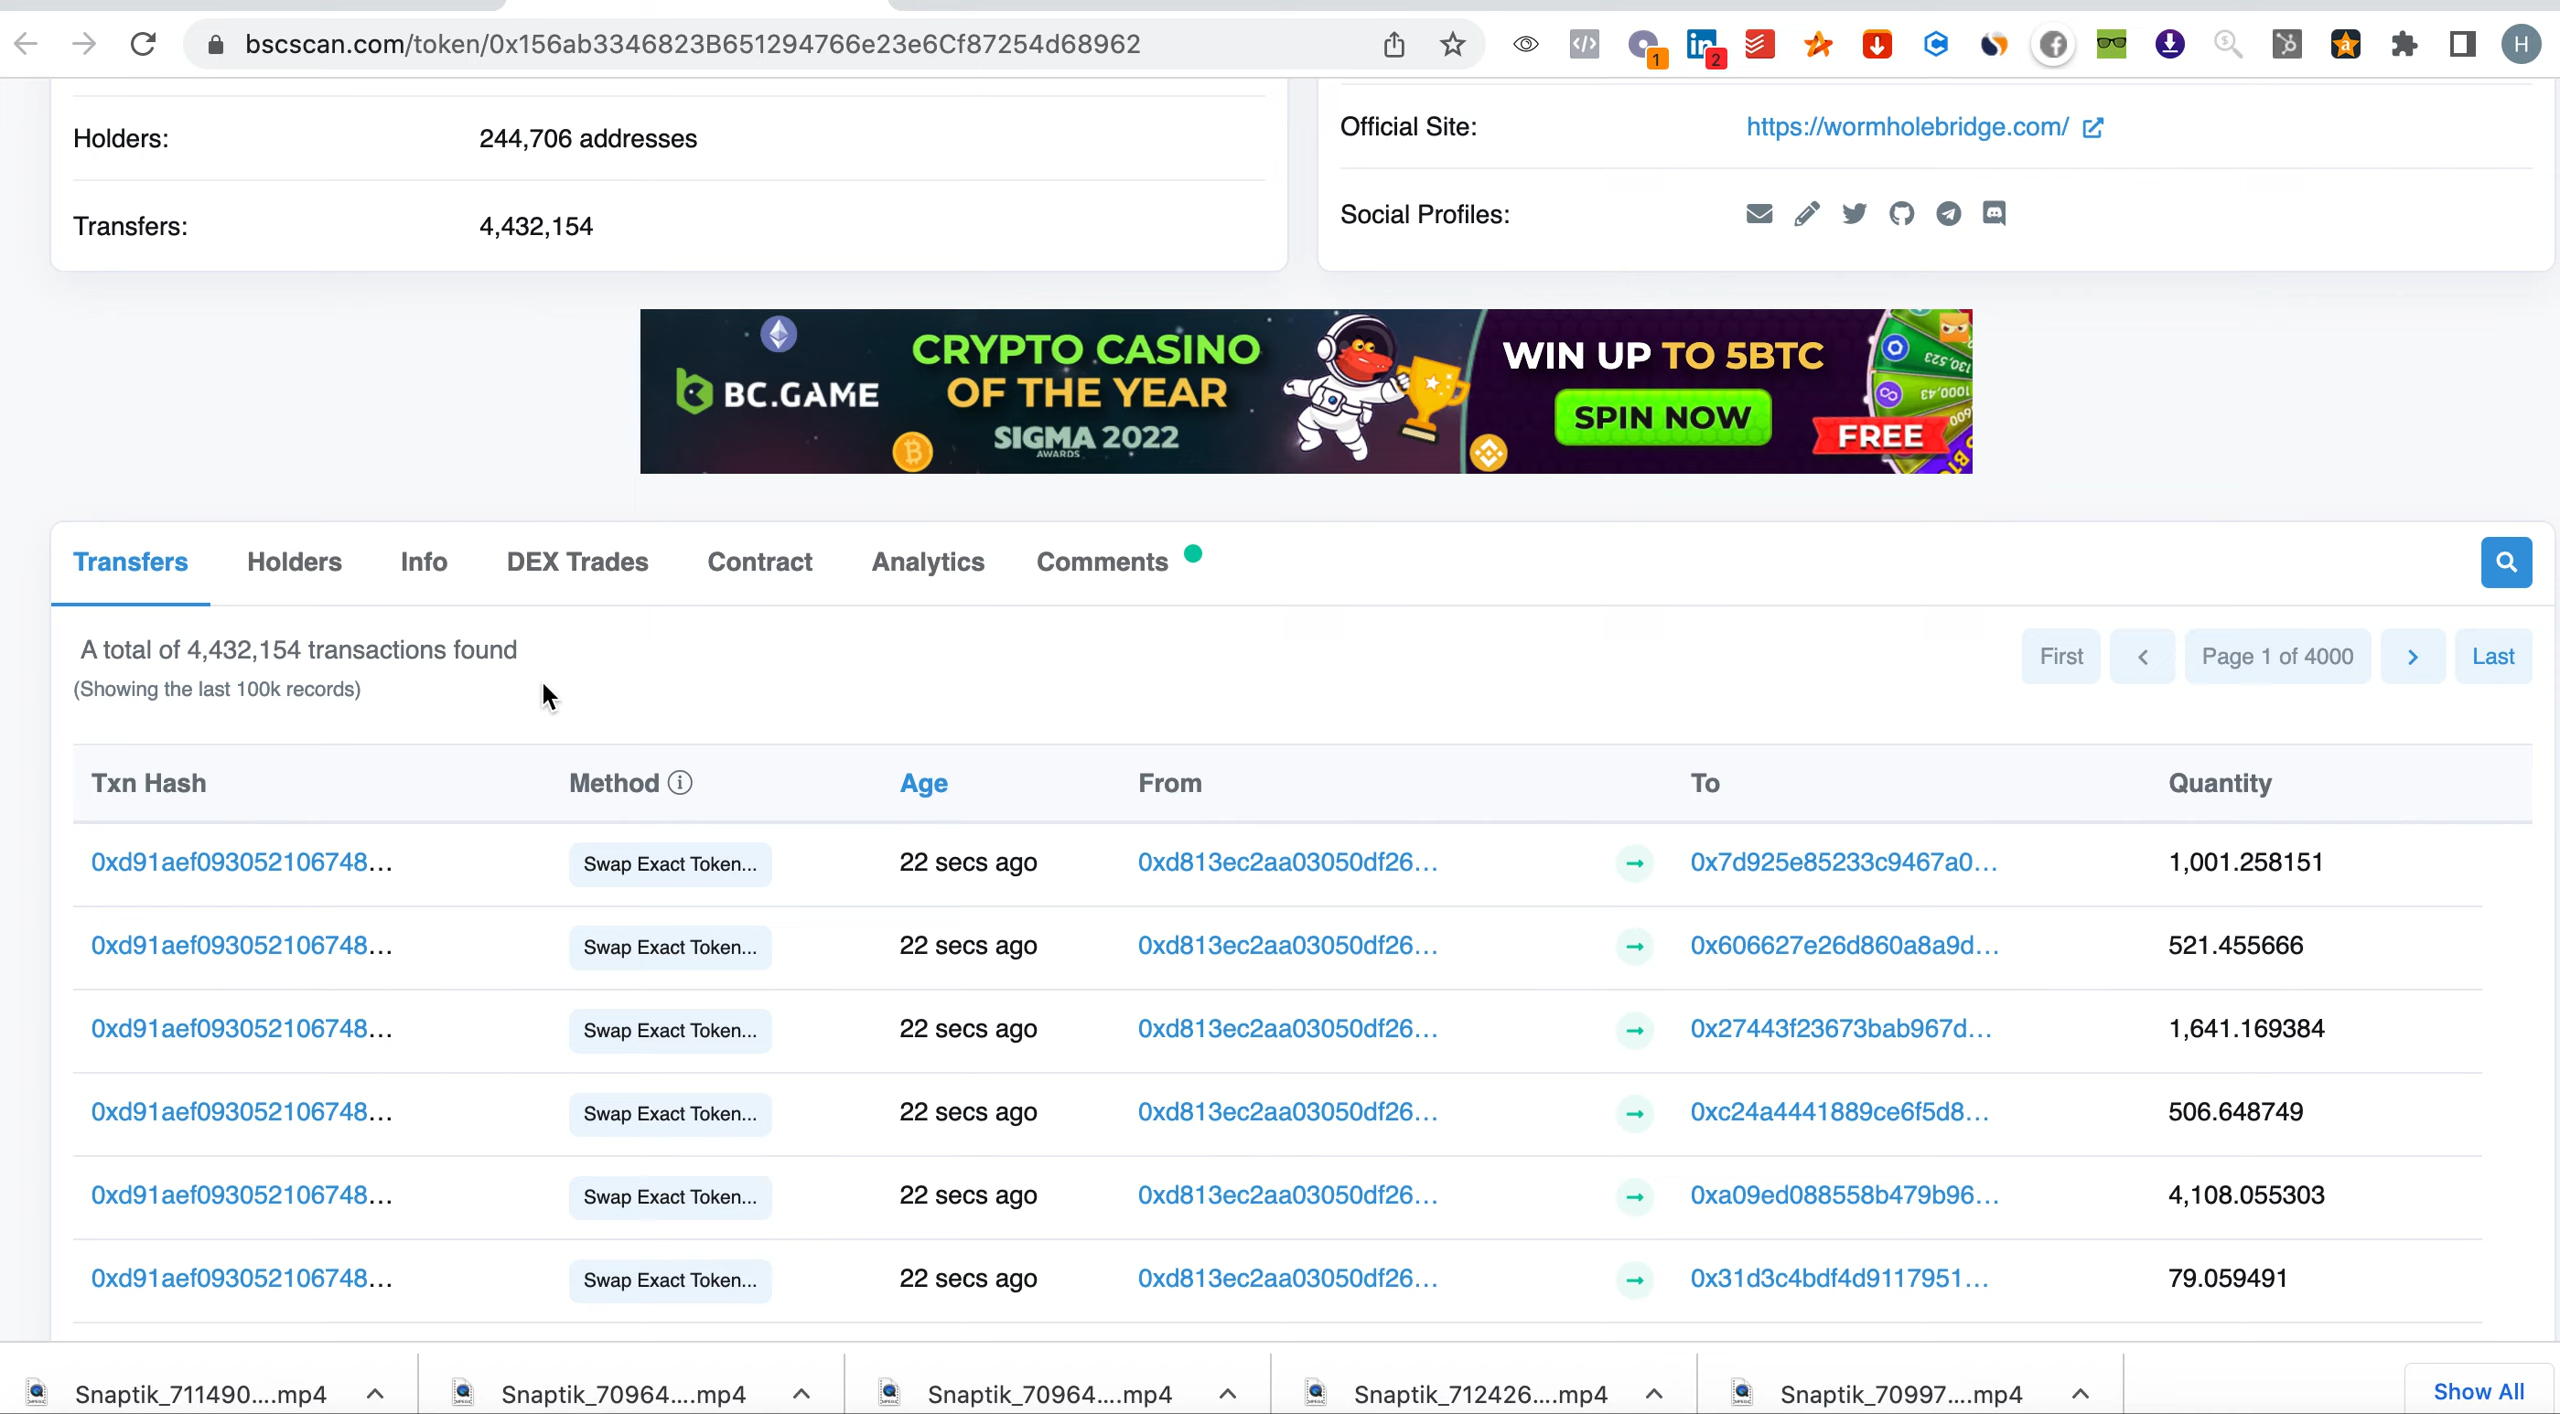 bscscan.com/token/0x156ab3346823B651294766e23e6Cf87254d68962
1
2
H
Holders: 244,706 addresses
Transfers: 4,432,154
Official Site: https://wormholebridge.com/
Social Profiles:
BC.GAME
CRYPTO CASINO
OF THE YEAR
SIGMA 2022
AWARDS
WIN UP TO 5BTC
SPIN NOW
FREE
Transfers Holders Info DEX Trades Contract Analytics Comments
A total of 4,432,154 transactions found
(Showing the last 100k records)
First < Page 1 of 4000 > Last
Txn Hash Method Age From To Quantity
0xd91aef093052106748... Swap Exact Token... 22 secs ago 0xd813ec2aa03050df26... 0x7d925e85233c9467a0... 1,001.258151
0xd91aef093052106748... Swap Exact Token... 22 secs ago 0xd813ec2aa03050df26... 0x606627e26d860a8a9d... 521.455666
0xd91aef093052106748... Swap Exact Token... 22 secs ago 0xd813ec2aa03050df26... 0x27443f23673bab967d... 1,641.169384
0xd91aef093052106748... Swap Exact Token... 22 secs ago 0xd813ec2aa03050df26... 0xc24a4441889ce6f5d8... 506.648749
0xd91aef093052106748... Swap Exact Token... 22 secs ago 0xd813ec2aa03050df26... 0xa09ed088558b479b96... 4,108.055303
0xd91aef093052106748... Swap Exact Token... 22 secs ago 0xd813ec2aa03050df26... 0x31d3c4bdf4d9117951... 79.059491
Snaptik_711490....mp4 Snaptik_70964....mp4 Snaptik_70964....mp4 Snaptik_712426....mp4 Snaptik_70997....mp4 Show All